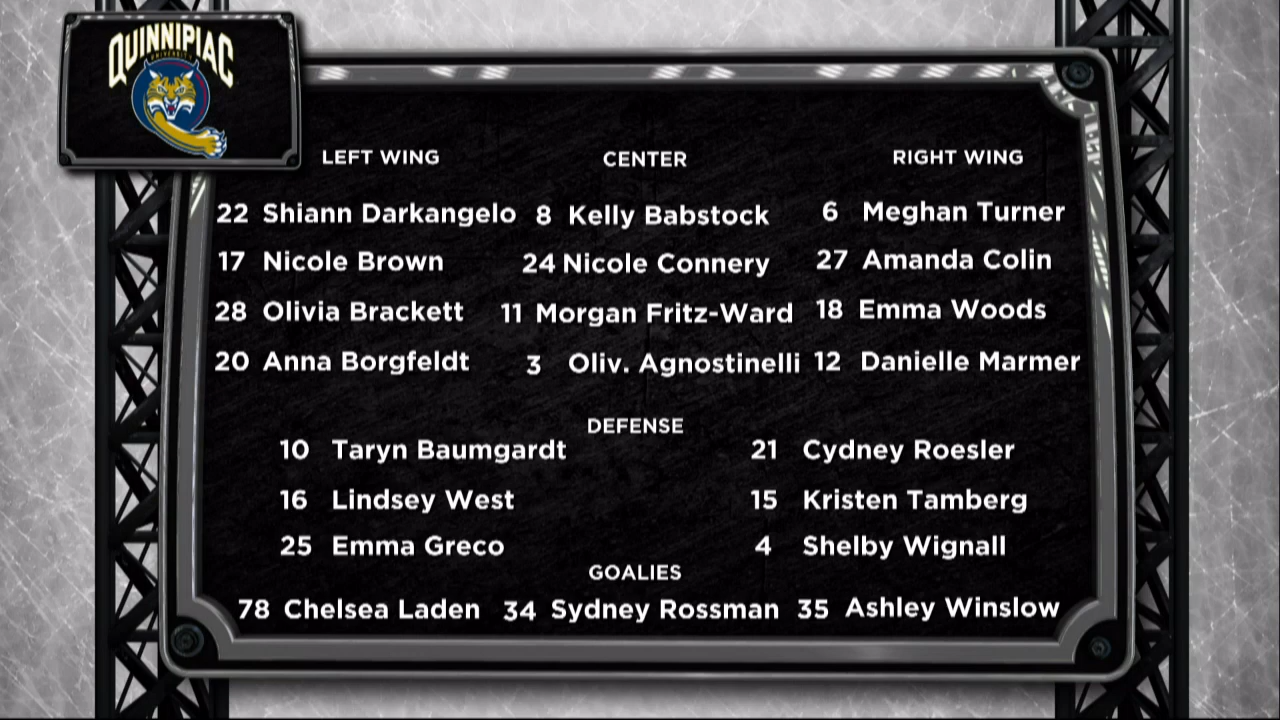 QUINNIPIAC
UNIVERSITY
LEFT WING CENTER RIGHT WING
22 Shiann Darkangelo 8 Kelly Babstock 6 Meghan Turner
17 Nicole Brown 24 Nicole Connery 27 Amanda Colin
28 Olivia Brackett 11 Morgan Fritz-Ward 18 Emma Woods
20 Anna Borgfeldt 3 Oliv. Agnostinelli 12 Danielle Marmer
DEFENSE
10 Taryn Baumgardt 21 Cydney Roesler
16 Lindsey West 15 Kristen Tamberg
25 Emma Greco 4 Shelby Wignall
GOALIES
78 Chelsea Laden 34 Sydney Rossman 35 Ashley Winslow